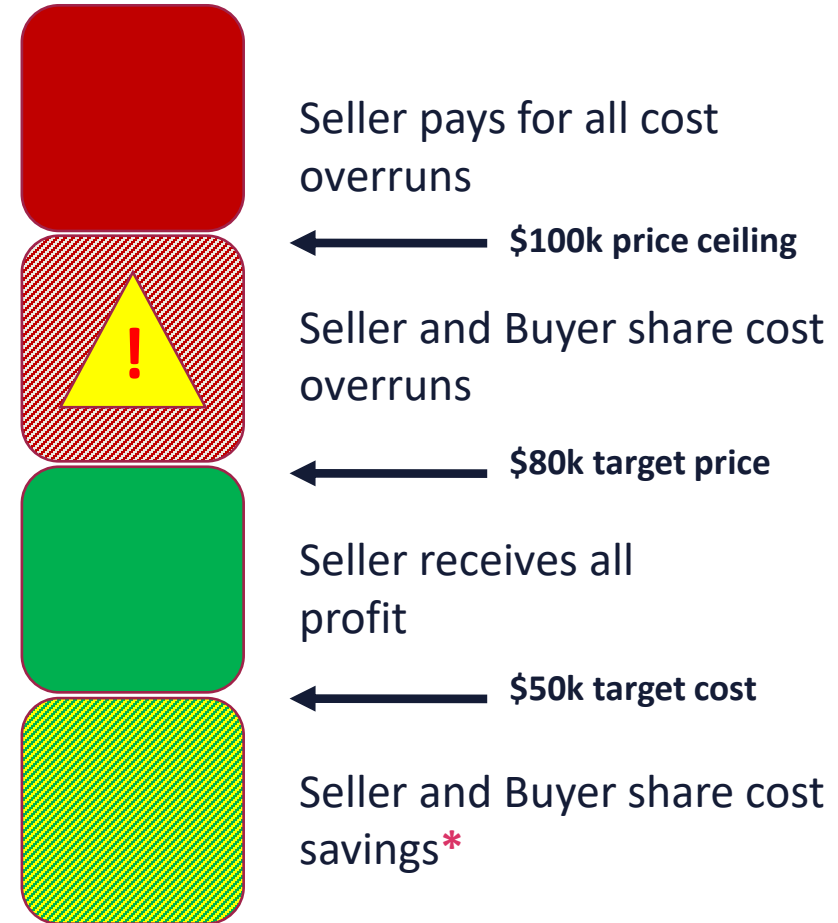 Seller pays for all cost
overruns
$100k price ceiling
!
Seller and Buyer share cost
overruns
$80k target price
Seller receives all
profit
$50k target cost
Seller and Buyer share cost
savings*